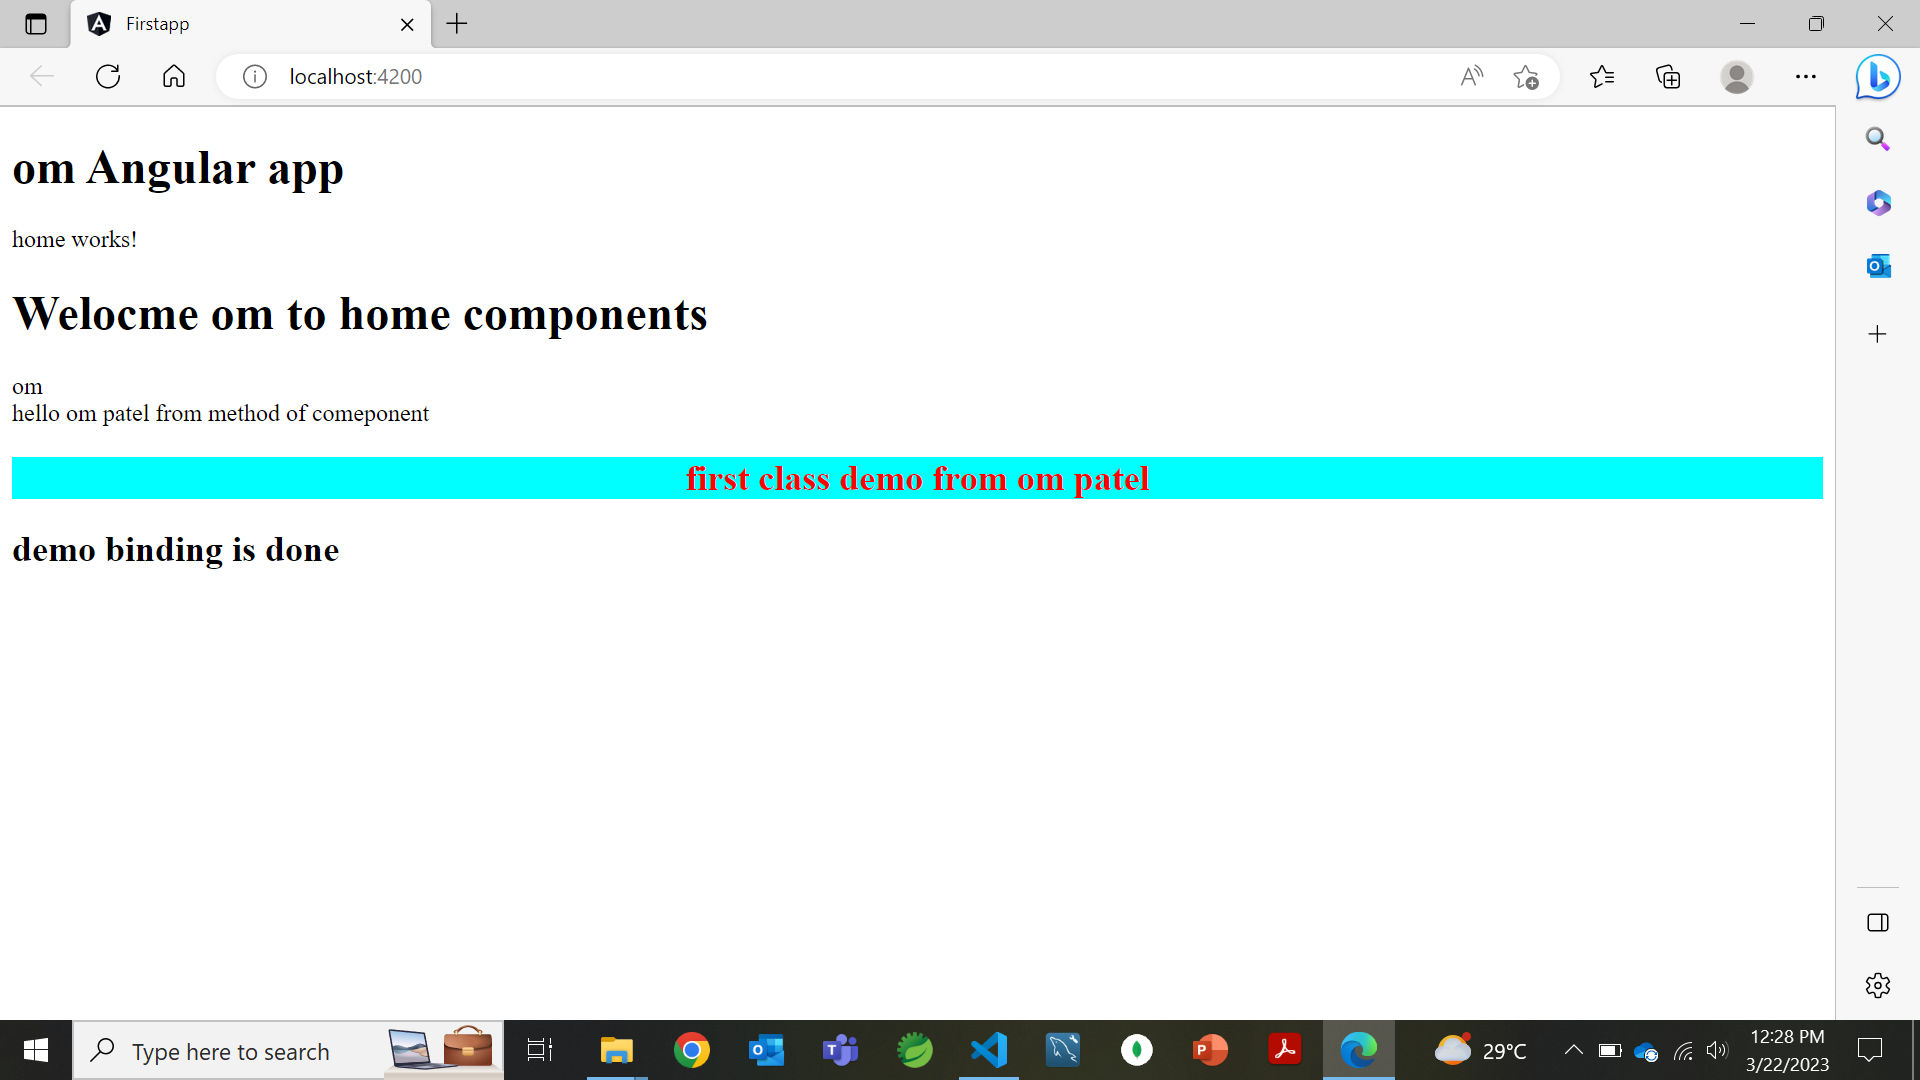 Firstapp
localhost:4200
om Angular app
home works!
Welocme om to home components
om
hello om patel from method of comeponent
first class demo from om patel
demo binding is done
Type here to search
29°C
12:28 PM
3/22/2023